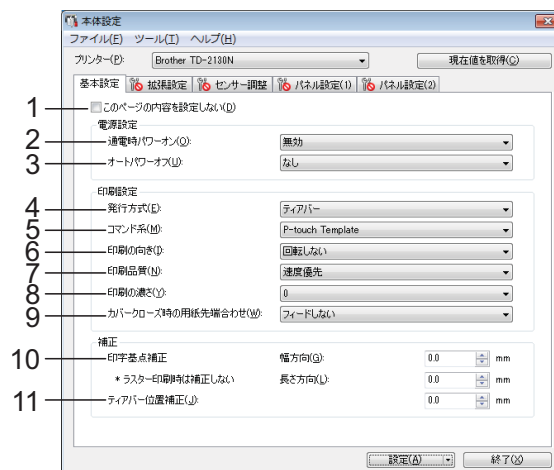 本体設定
ファイル(F) ツール(T) ヘルプ(H)
プリンター(P): Brother TD-2130N 現在値を取得(C)
基本設定 拡張設定 センサー調整 パネル設定(1) パネル設定(2)
1 このページの内容を設定しない(D)
電源設定
2 通電時パワーオン(O): 無効
3 オートパワーオフ(U): なし
印刷設定
4 発行方式(E): ティアバー
5 コマンド系(M): P-touch Template
6 印刷の向き(I): 回転しない
7 印刷品質(N): 速度優先
8 印刷の濃さ(Y): 0
9 カバークローズ時の用紙先端合わせ(W): フィードしない
補正
10 印字基点補正 幅方向(G): 0.0 mm
*ラスター印刷時は補正しない 長さ方向(L): 0.0 mm
11 ティアバー位置補正(J): 0.0 mm
設定(A) 終了(X)